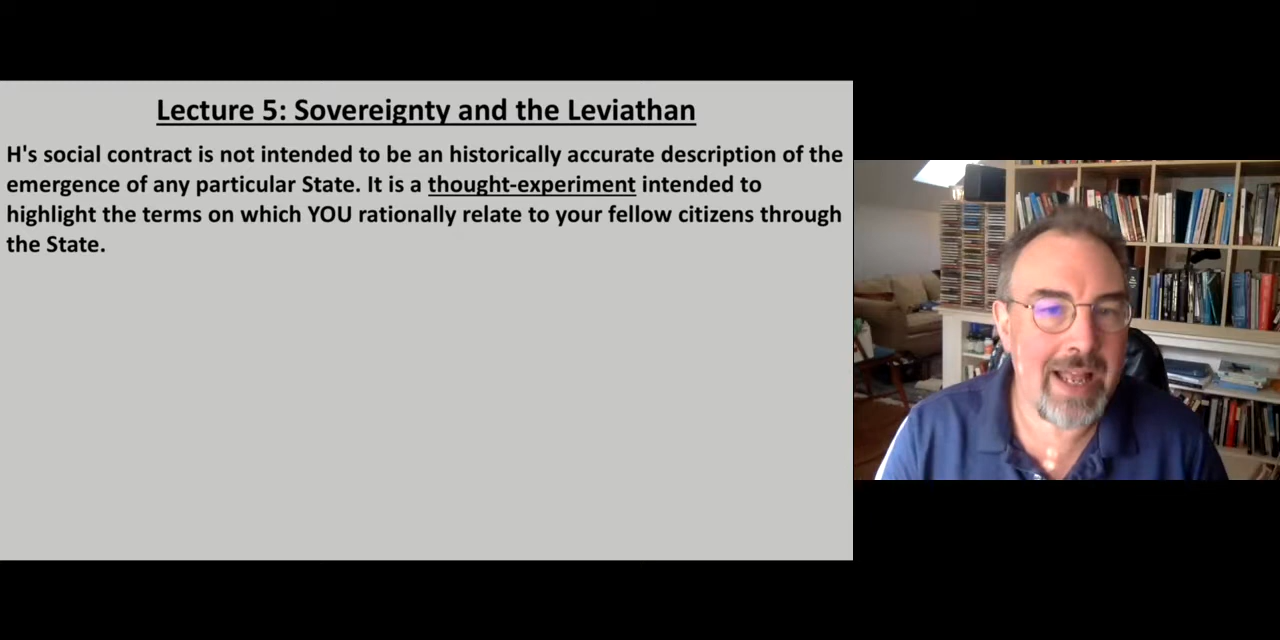 Lecture 5: Sovereignty and the Leviathan
H's social contract is not intended to be an historically accurate description of the
emergence of any particular State. It is a thought-experiment intended to
highlight the terms on which YOU rationally relate to your fellow citizens through
the State.